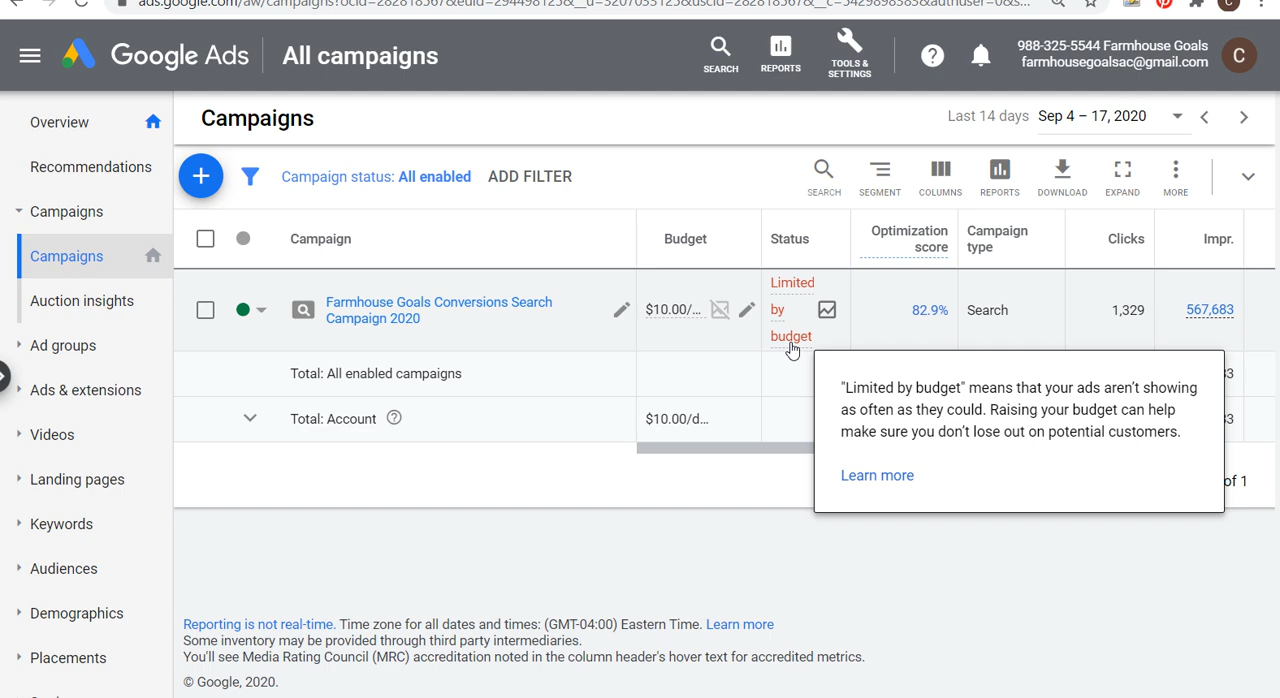 Google Ads
All campaigns
SEARCH
REPORTS
TOOLS &
SETTINGS
988-325-5544 Farmhouse Goals
farmhousegoalsac@gmail.com
C
Overview
Recommendations
Campaigns
Campaigns
Auction insights
Ad groups
Ads & extensions
Videos
Landing pages
Keywords
Audiences
Demographics
Placements
Campaigns
Last 14 days Sep 4 – 17, 2020
Campaign status: All enabled ADD FILTER
SEARCH
SEGMENT
COLUMNS
REPORTS
DOWNLOAD
EXPAND
MORE
Campaign
Budget
Status
Optimization
score
Campaign
type
Clicks
Impr.
Farmhouse Goals Conversions Search
Campaign 2020
$10.00/...
Limited
by
budget
82.9%
Search
1,329
567,683
Total: All enabled campaigns
Total: Account
$10.00/d...
"Limited by budget" means that your ads aren't showing
as often as they could. Raising your budget can help
make sure you don't lose out on potential customers.
Learn more
of 1
Reporting is not real-time. Time zone for all dates and times: (GMT-04:00) Eastern Time. Learn more
Some inventory may be provided through third party intermediaries.
You'll see Media Rating Council (MRC) accreditation noted in the column header's hover text for accredited metrics.
© Google, 2020.